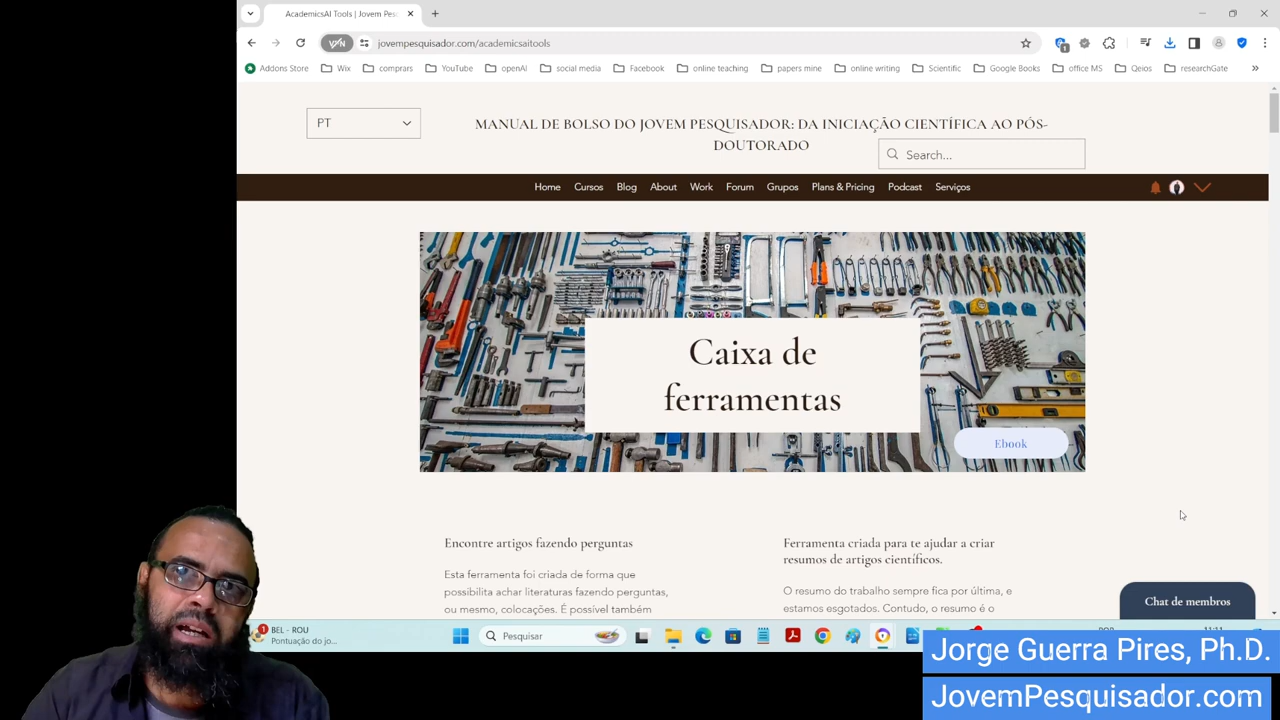 AcademicsAI Tools | Jovem Pes
jovempesquisador.com/academicsaitools
Addons Store Wix comprars YouTube openAI social media Facebook online teaching papers mine online writing Scientific Google Books office MS Qeios researchGate
PT
MANUAL DE BOLSO DO JOVEM PESQUISADOR: DA INICIAÇÃO CIENTÍFICA AO PÓS-
DOUTORADO
Search...
Home Cursos Blog About Work Forum Grupos Plans & Pricing Podcast Serviços
Caixa de
ferramentas
Ebook
Encontre artigos fazendo perguntas
Esta ferramenta foi criada de forma que
possibilita achar literaturas fazendo perguntas,
ou mesmo, colocações. É possível também
Ferramenta criada para te ajudar a criar
resumos de artigos científicos.
O resumo do trabalho sempre fica por última, e
estamos esgotados. Contudo, o resumo é o
Chat de membros
1
BEL - ROU
Pontuação do jo...
Pesquisar
Jorge Guerra Pires, Ph.D.
JovemPesquisador.com